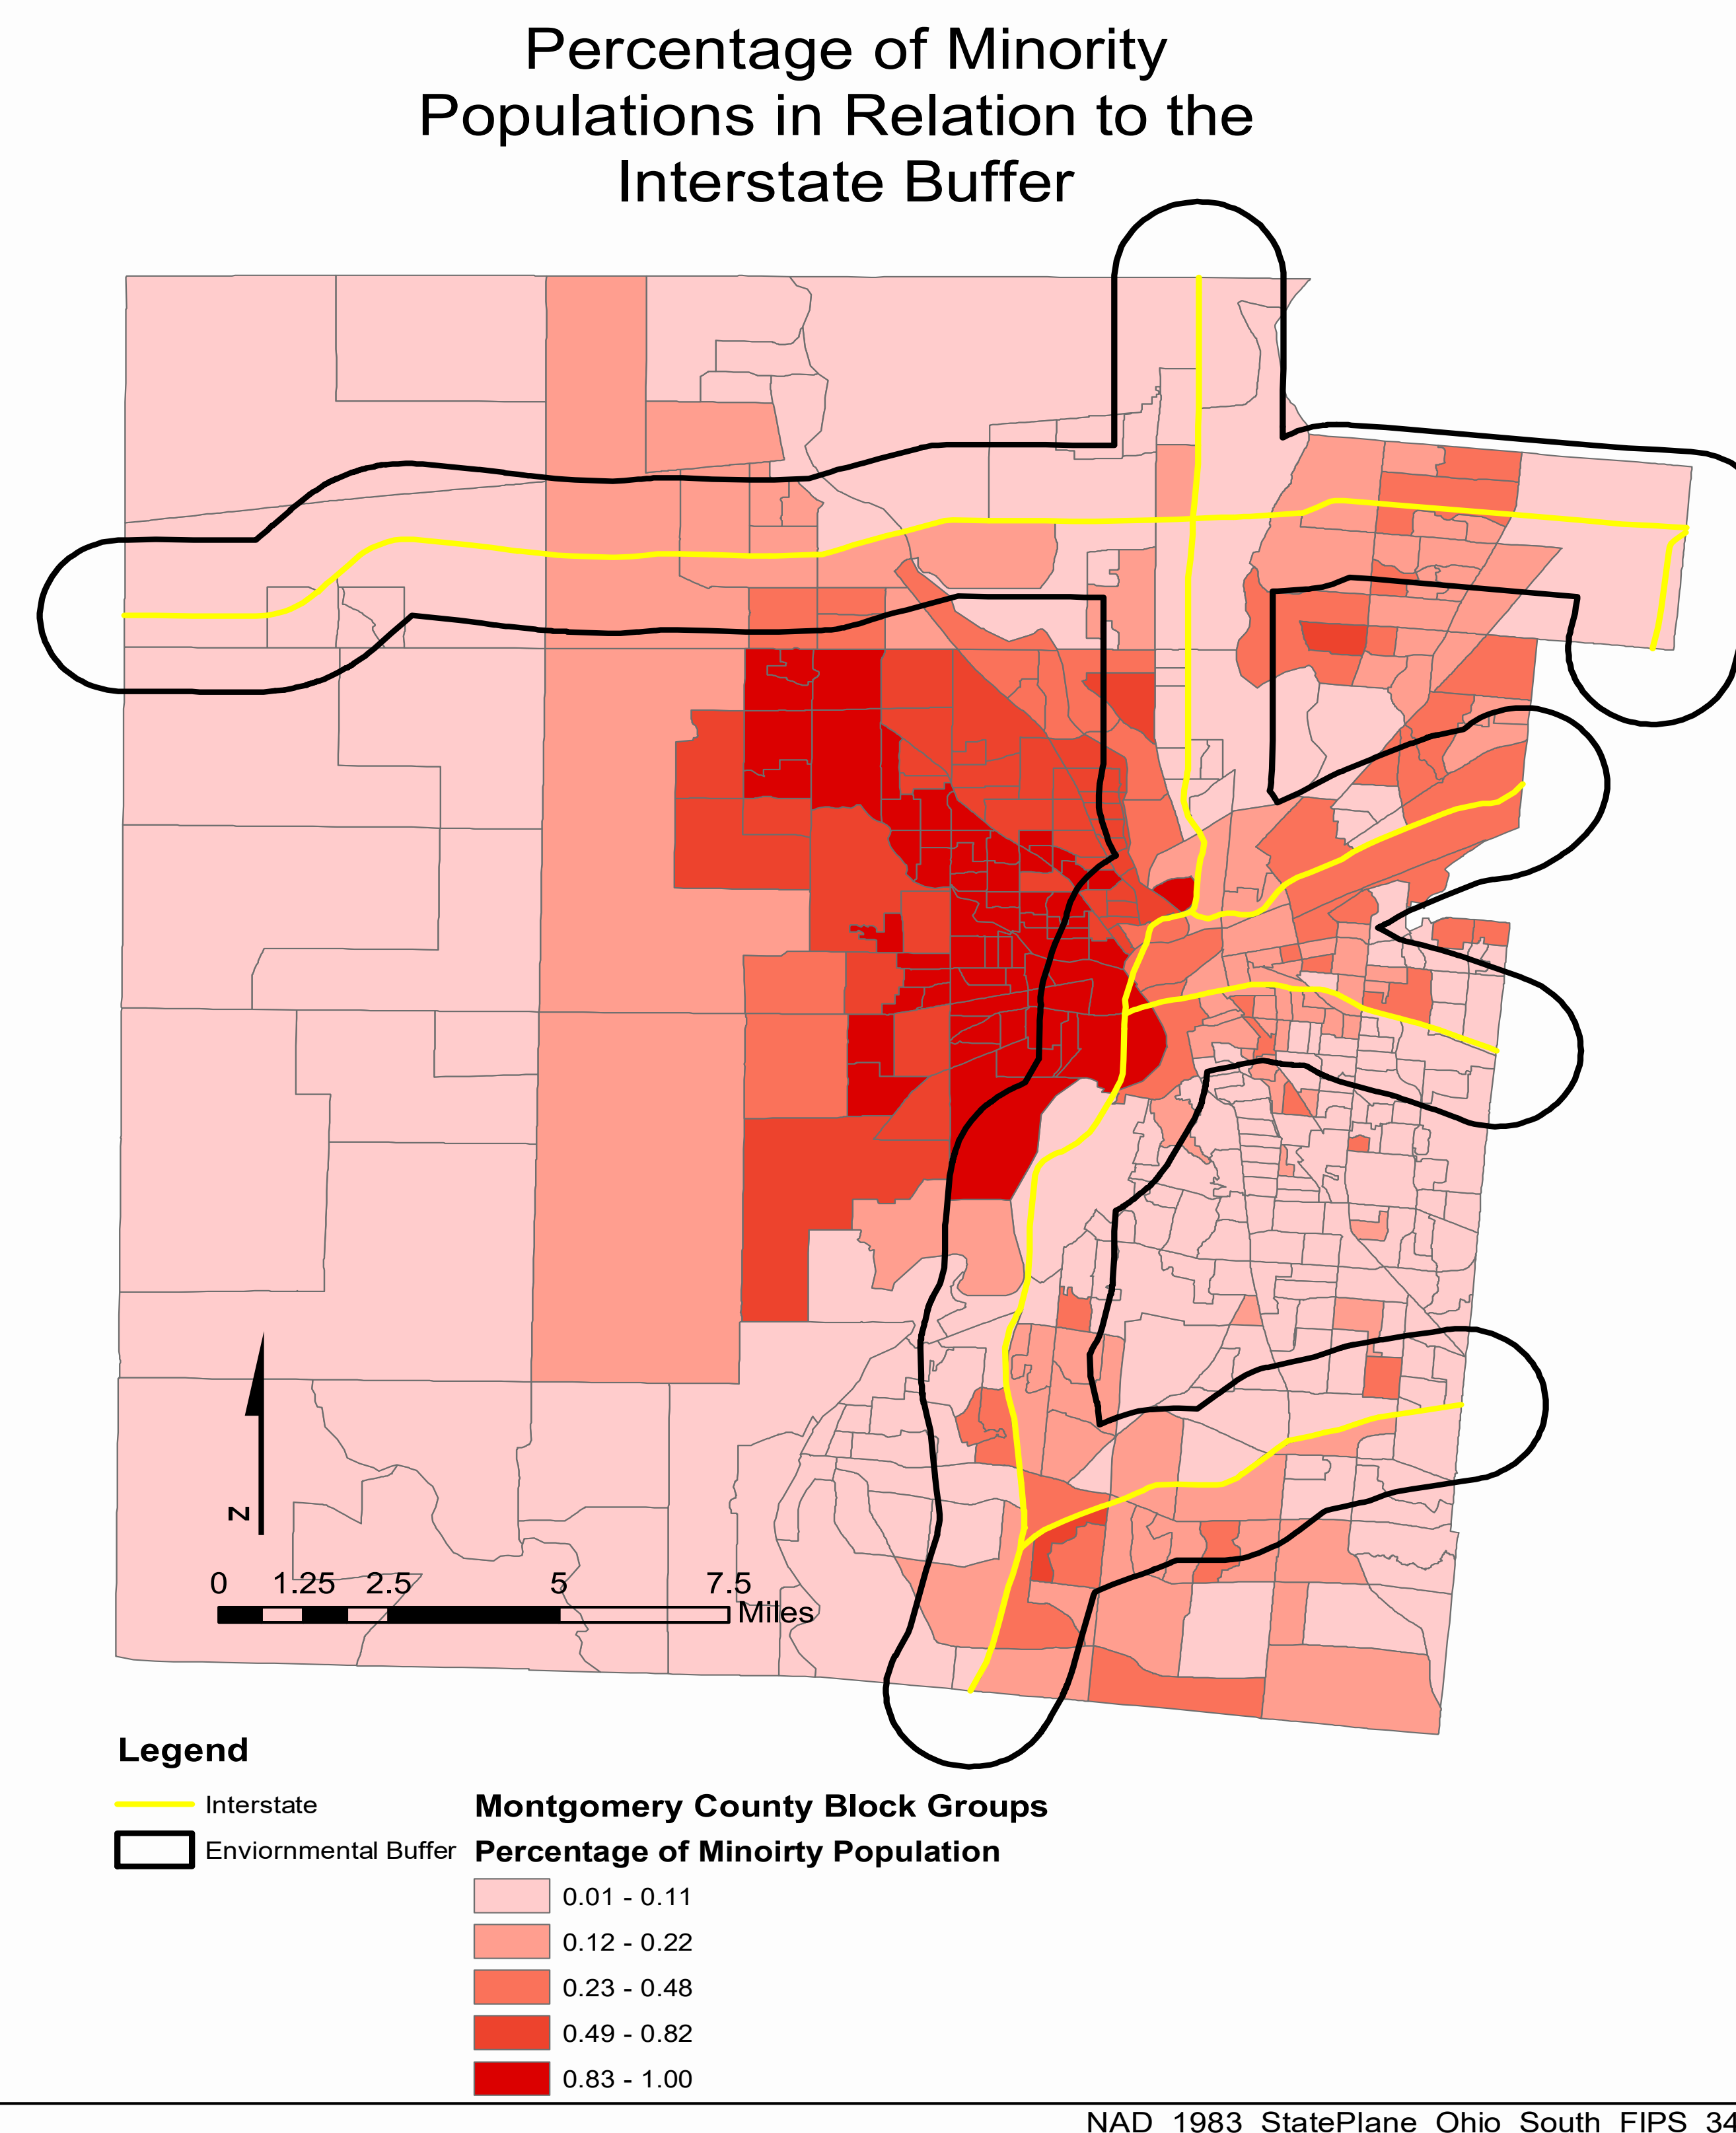 Percentage of Minority
Populations in Relation to the
Interstate Buffer
N
0 1.25 2.5 5 7.5
Miles
Legend
Interstate
Enviornmental Buffer
Montgomery County Block Groups
Percentage of Minoirty Population
0.01 - 0.11
0.12 - 0.22
0.23 - 0.48
0.49 - 0.82
0.83 - 1.00
NAD 1983 StatePlane Ohio South FIPS 34